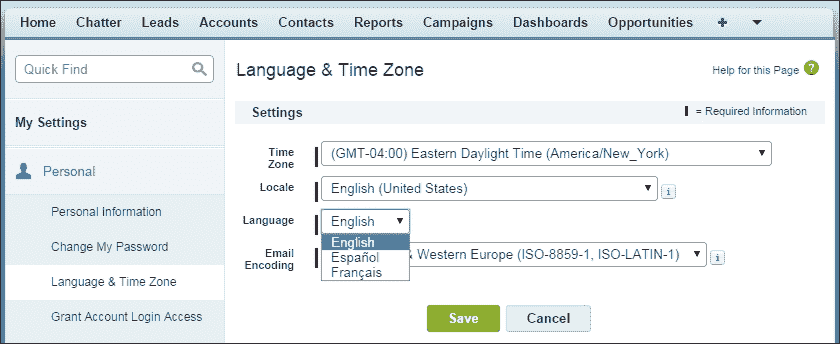 Home Chatter Leads Accounts Contacts Reports Campaigns Dashboards Opportunities +
Quick Find
Language & Time Zone
Help for this Page ?
My Settings
Settings
= Required Information
Personal
Time Zone (GMT-04:00) Eastern Daylight Time (America/New_York)
Locale English (United States) i
Personal Information
Language English
Change My Password
English
Español
Français
Email Encoding & Western Europe (ISO-8859-1, ISO-LATIN-1) i
Language & Time Zone
Grant Account Login Access
Save Cancel